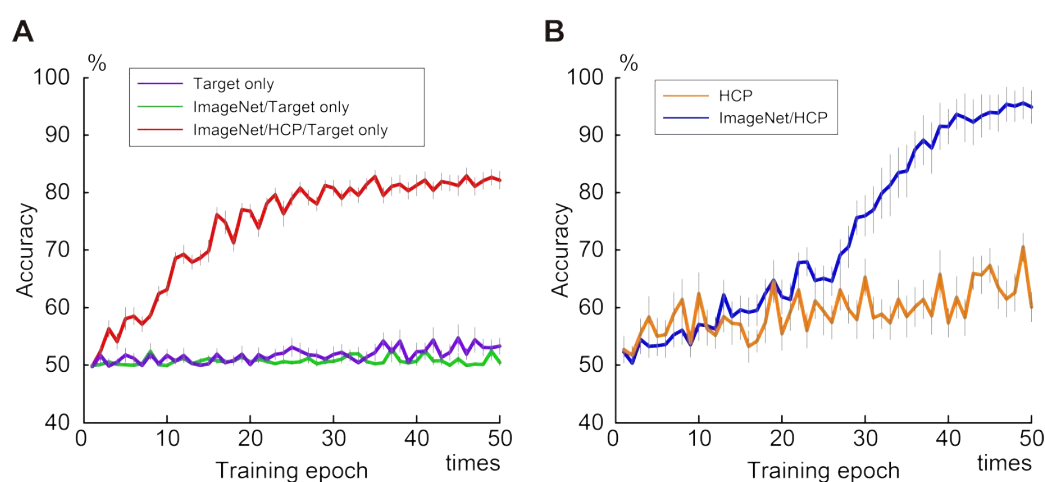 A
%
100
90
80
70
60
50
40
Accuracy
Target only
ImageNet/Target only
ImageNet/HCP/Target only
0
10
20
30
40
50
Training epoch
times
B
%
100
90
80
70
60
50
40
Accuracy
HCP
ImageNet/HCP
0
10
20
30
40
50
Training epoch
times